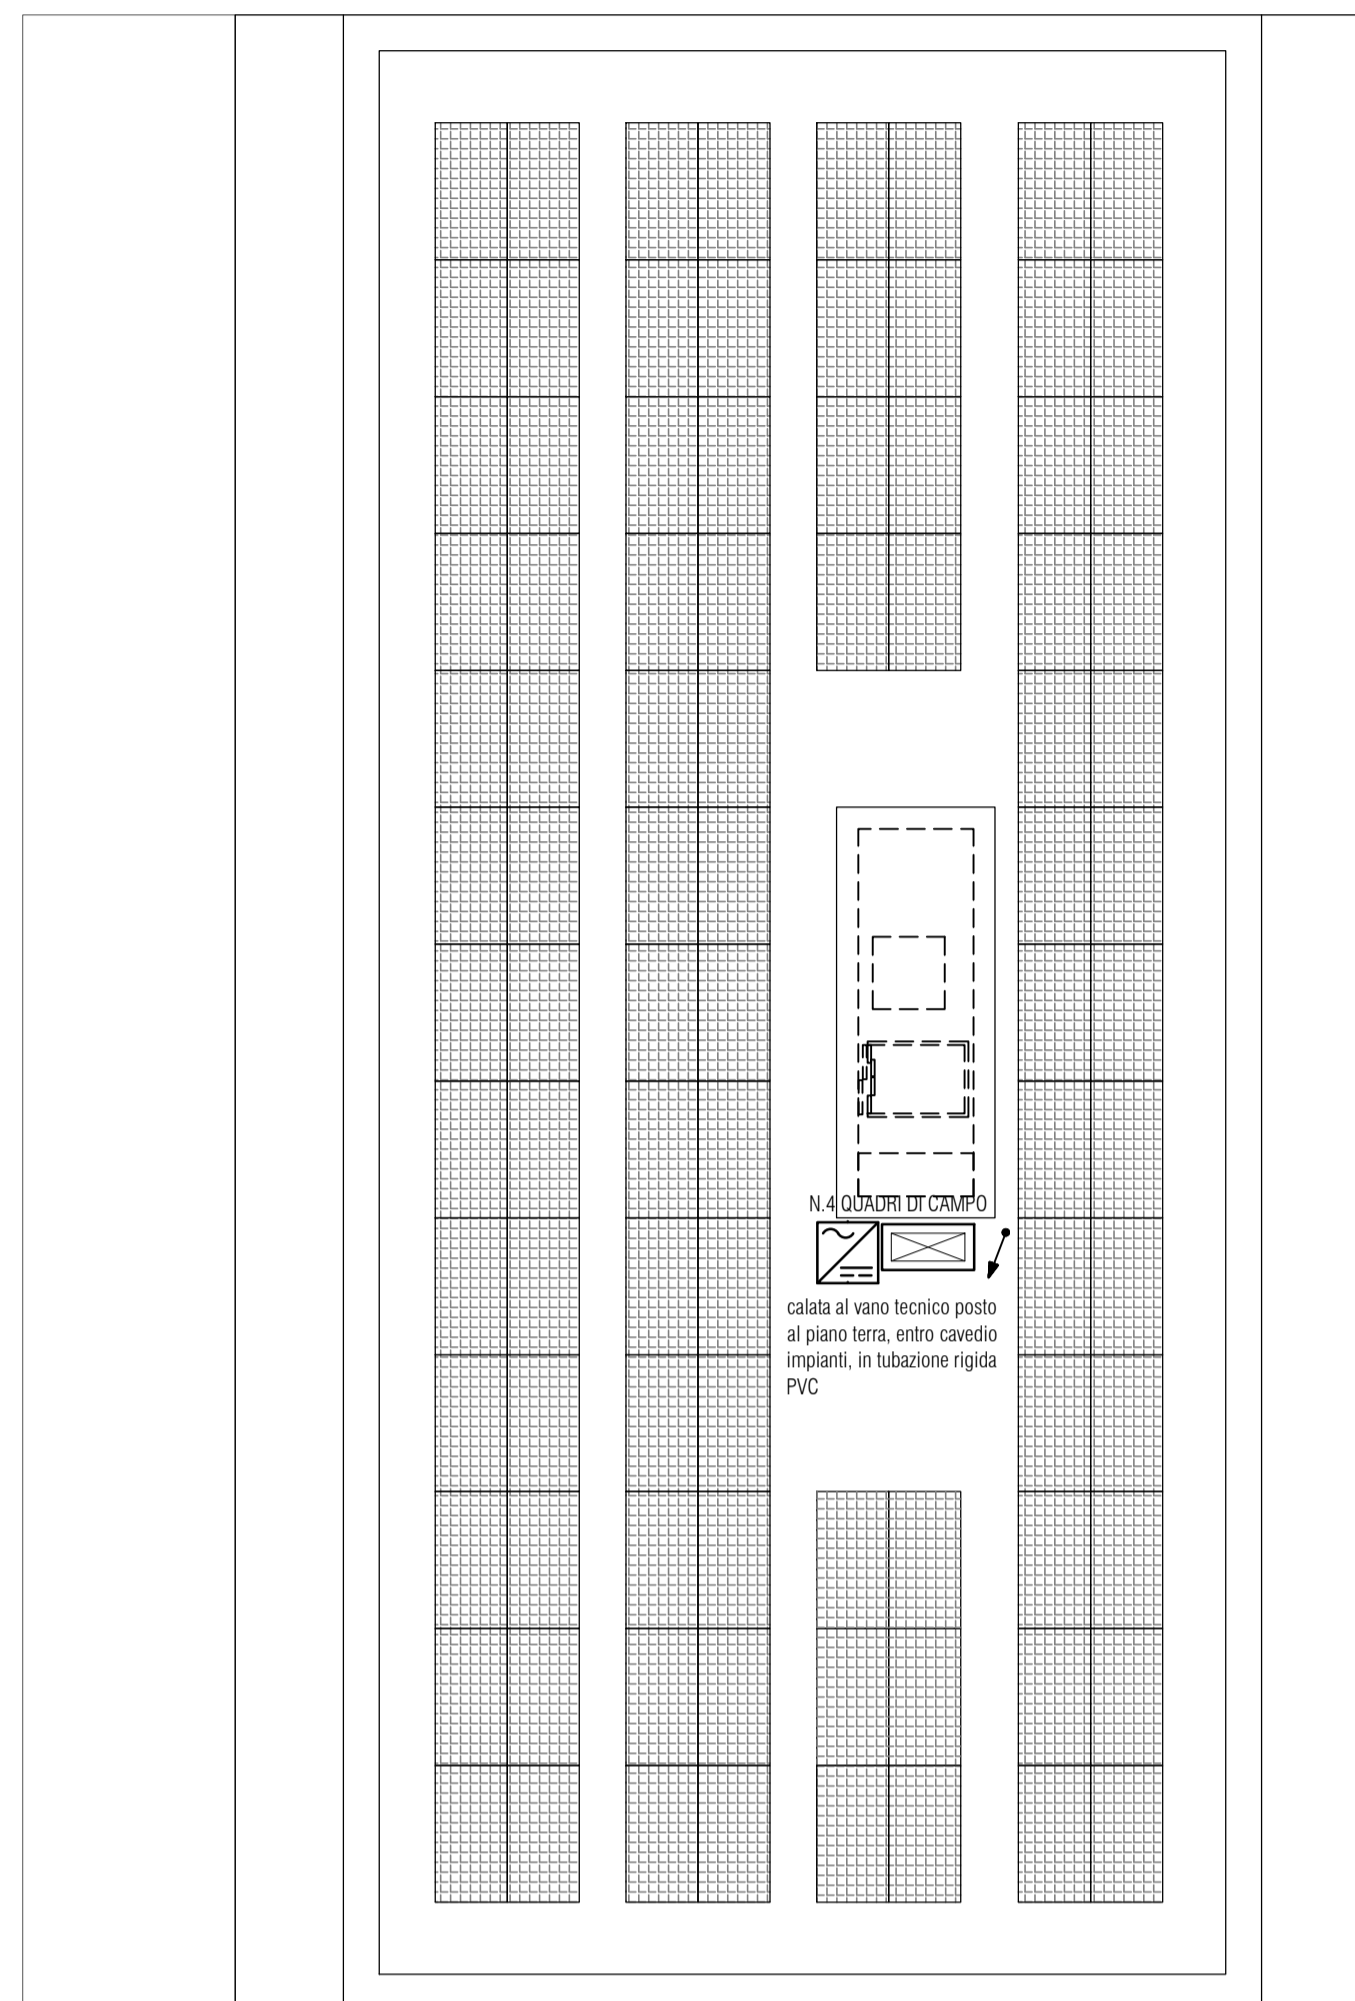 N.4 QUADRI DI CAMPO
calata al vano tecnico posto
al piano terra, entro cavedio
impianti, in tubazione rigida
PVC